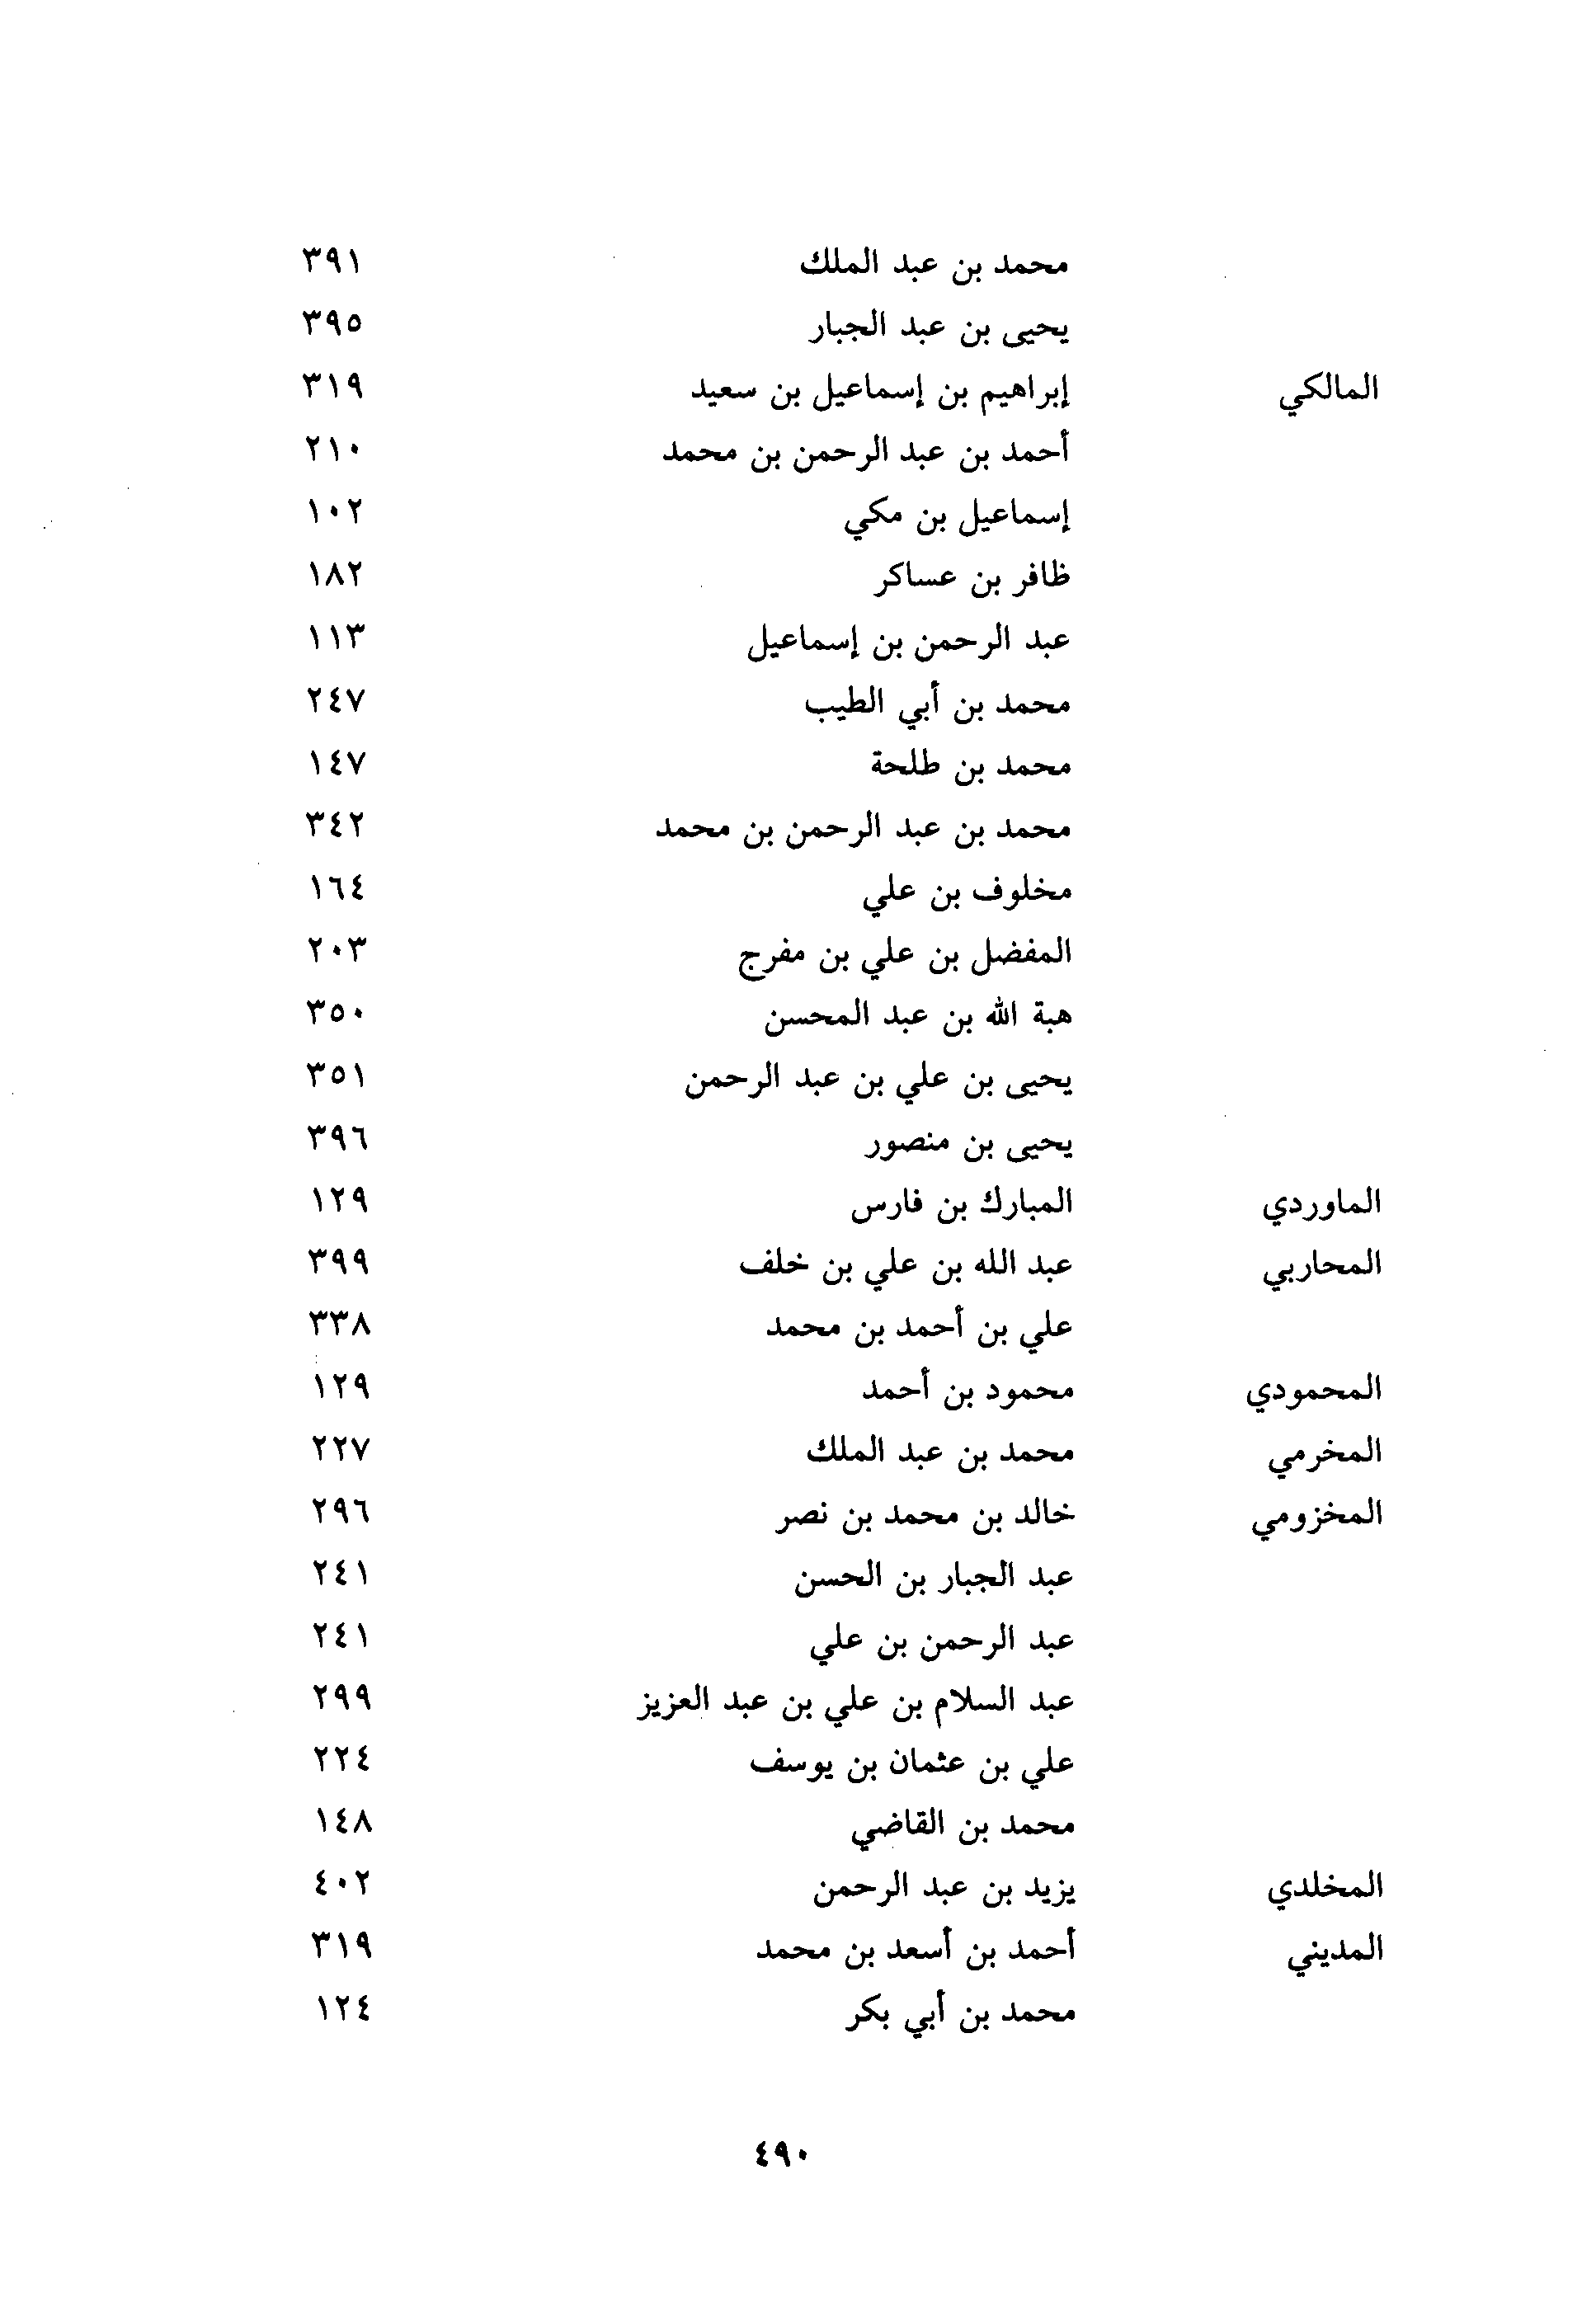 محمد بن عبد الملك ٣٩١
يحيى بن عبد الجبار ٣٩٥
المالكي إبراهيم بن إسماعيل بن سعيد ٣١٩
أحمد بن عبد الرحمن بن محمد ٢١٠
إسماعيل بن مكي ١٠٢
ظافر بن عساكر ١٨٢
عبد الرحمن بن إسماعيل ١١٣
محمد بن أبي الطيب ٢٤٧
محمد بن طلحة ١٤٧
محمد بن عبد الرحمن بن محمد ٣٤٢
مخلوف بن علي ١٦٤
المفضل بن علي بن مفرج ٢٠٣
هبة الله بن عبد المحسن ٣٥٠
يحيى بن علي بن عبد الرحمن ٣٥١
يحيى بن منصور ٣٩٦
الماوردي المبارك بن فارس ١٢٩
المحاربي عبد الله بن علي بن خلف ٣٩٩
علي بن أحمد بن محمد ٣٣٨
المحمودي محمود بن أحمد ١٢٩
المخرمي محمد بن عبد الملك ٢٢٧
المخزومي خالد بن محمد بن نصر ٢٩٦
عبد الجبار بن الحسن ٢٤١
عبد الرحمن بن علي ٢٤١
عبد السلام بن علي بن عبد العزيز ٢٩٩
علي بن عثمان بن يوسف ٢٢٤
محمد بن القاضي ١٤٨
المخلدي يزيد بن عبد الرحمن ٤٠٢
المديني أحمد بن أسعد بن محمد ٣١٩
محمد بن أبي بكر ١٢٤
٤٩٠